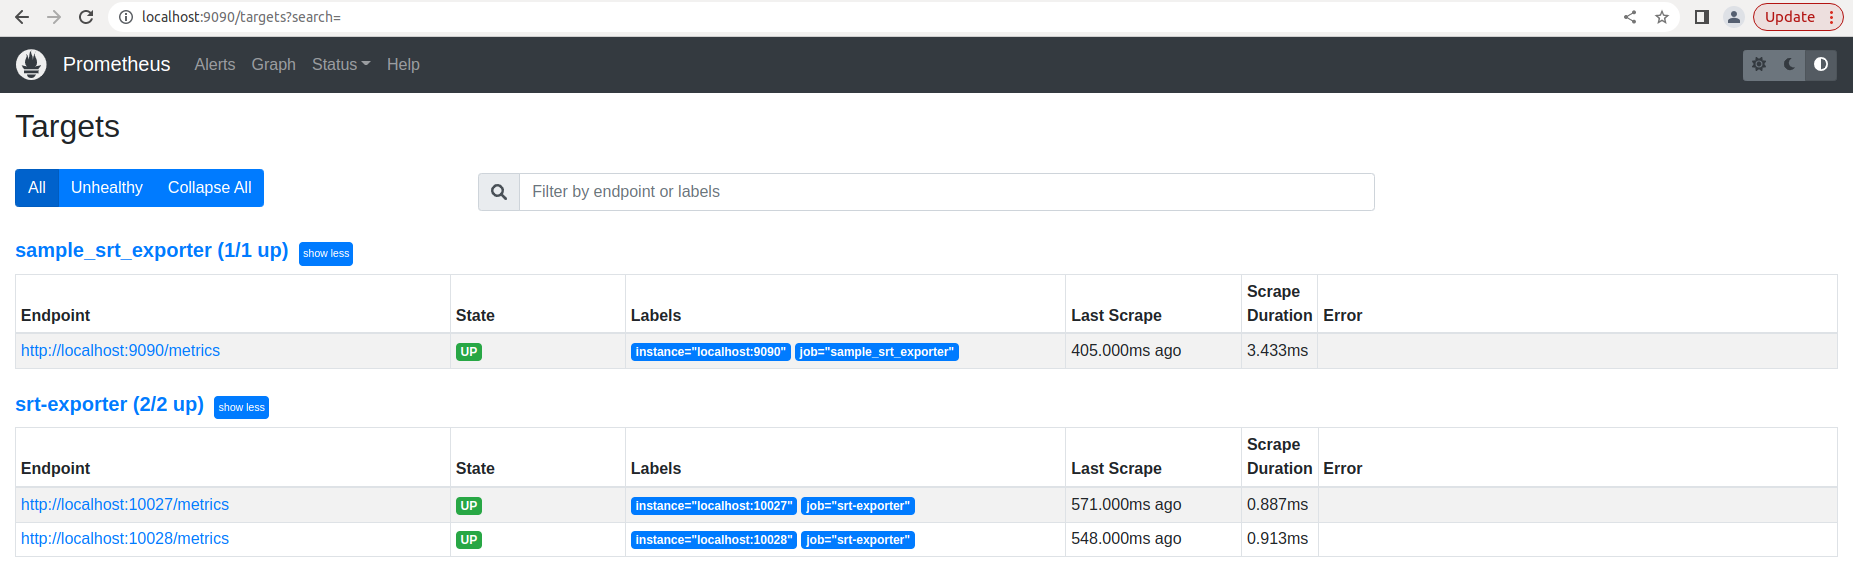 localhost:9090/targets?search=
Update
Prometheus Alerts Graph Status Help
Targets
All Unhealthy Collapse All
Filter by endpoint or labels
sample_srt_exporter (1/1 up) show less
Endpoint State Labels Last Scrape Scrape Duration Error
http://localhost:9090/metrics UP instance="localhost:9090" job="sample_srt_exporter" 405.000ms ago 3.433ms
srt-exporter (2/2 up) show less
Endpoint State Labels Last Scrape Scrape Duration Error
http://localhost:10027/metrics UP instance="localhost:10027" job="srt-exporter" 571.000ms ago 0.887ms
http://localhost:10028/metrics UP instance="localhost:10028" job="srt-exporter" 548.000ms ago 0.913ms